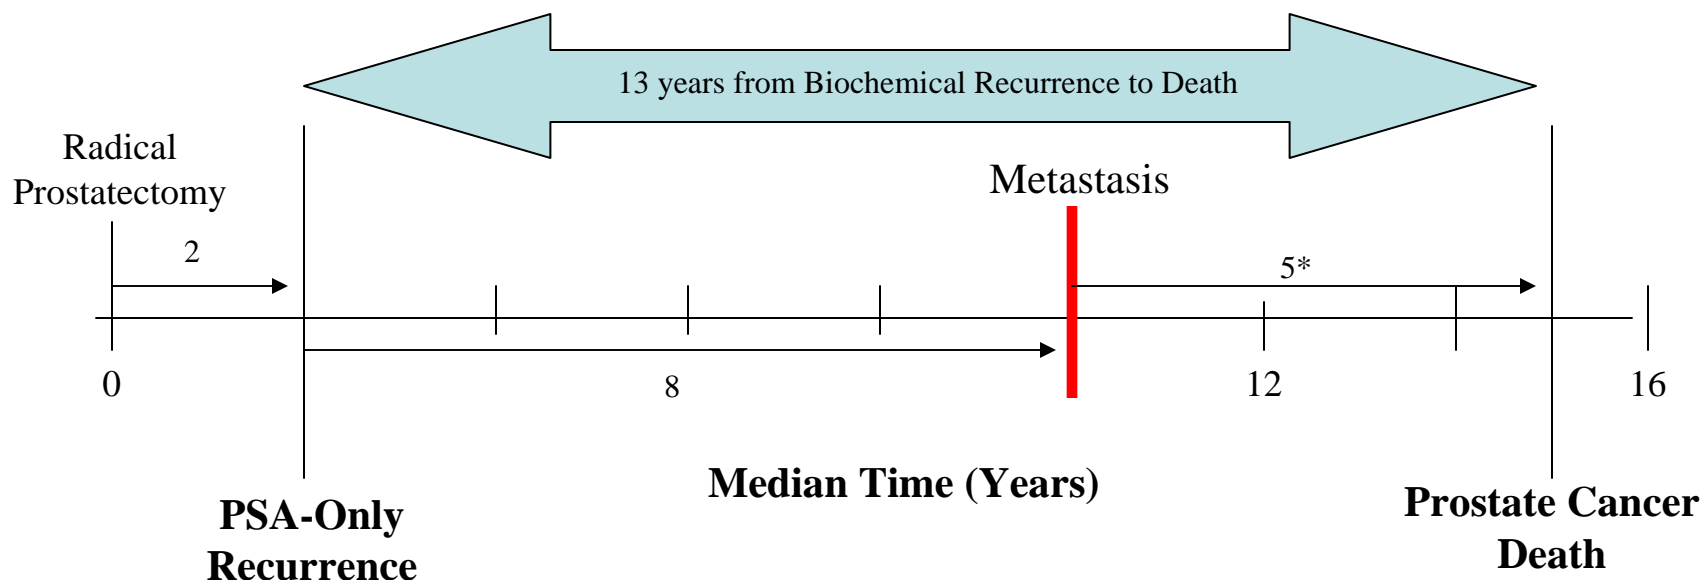 13 years from Biochemical Recurrence to Death
Radical
Prostatectomy
Metastasis
2
5*
0
8
12
16
Median Time (Years)
PSA-Only
Recurrence
Prostate Cancer
Death